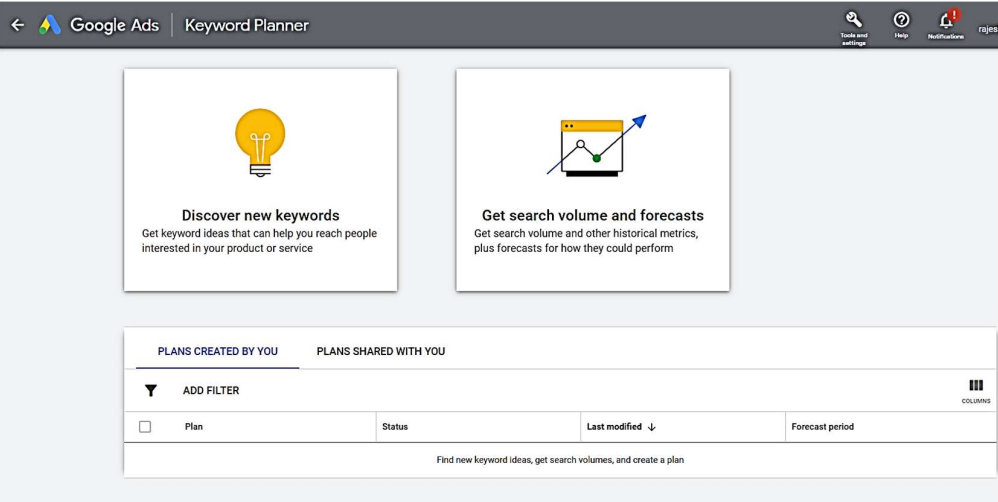 Google Ads Keyword Planner
Tools and
settings
Help
Notifications
rajes
Discover new keywords
Get keyword ideas that can help you reach people
interested in your product or service
Get search volume and forecasts
Get search volume and other historical metrics,
plus forecasts for how they could perform
PLANS CREATED BY YOU
PLANS SHARED WITH YOU
ADD FILTER
COLUMNS
Plan
Status
Last modified
Forecast period
Find new keyword ideas, get search volumes, and create a plan